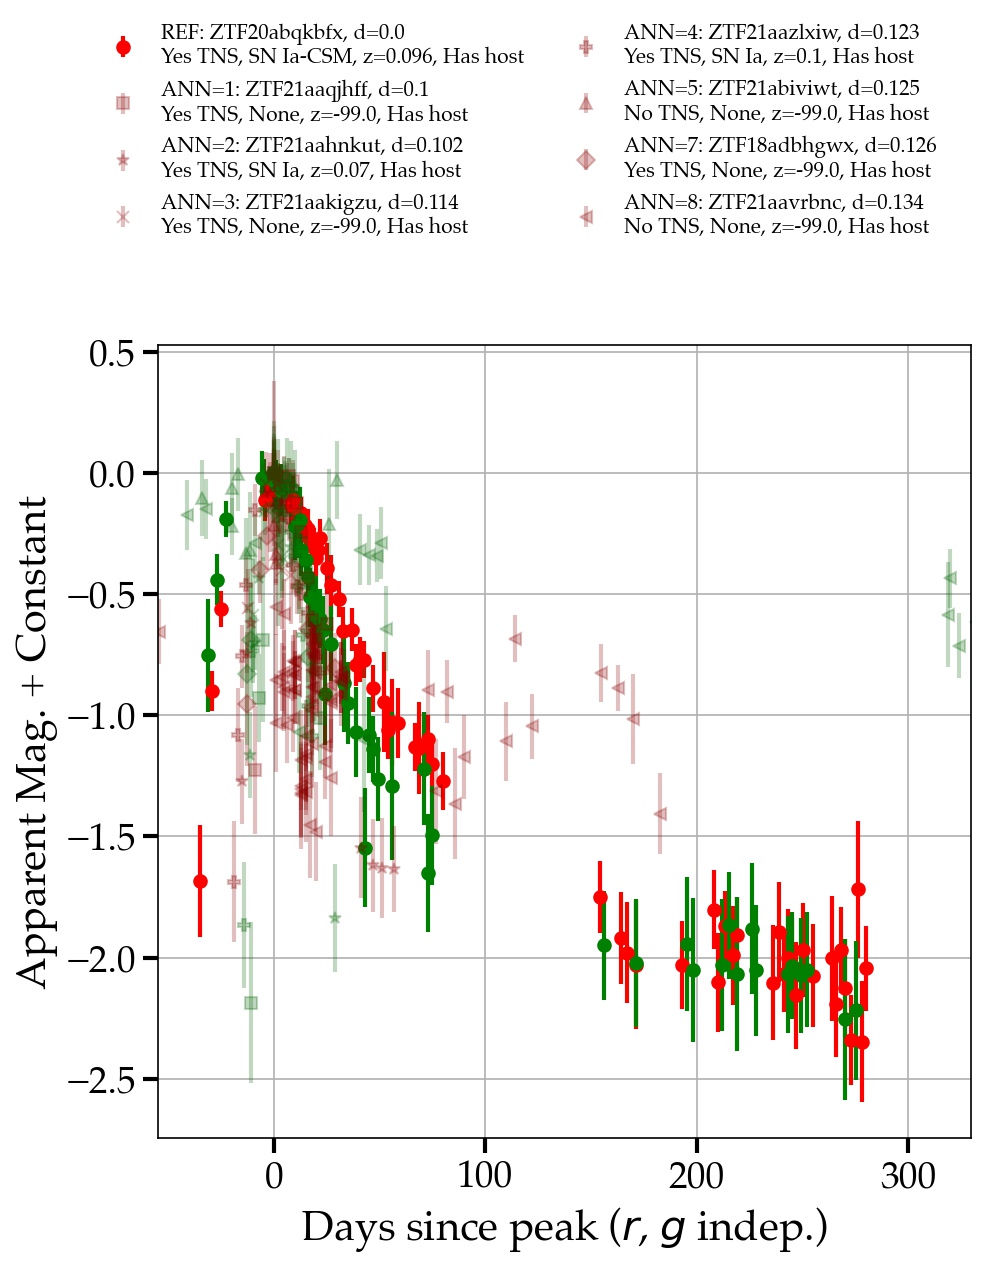 REF: ZTF20abqkbfx, d=0.0
Yes TNS, SN Ia-CSM, z=0.096, Has host
ANN=1: ZTF21aaqjhff, d=0.1
Yes TNS, None, z=-99.0, Has host
ANN=2: ZTF21aahnkut, d=0.102
Yes TNS, SN Ia, z=0.07, Has host
ANN=3: ZTF21aakigzu, d=0.114
Yes TNS, None, z=-99.0, Has host
ANN=4: ZTF21aazlxiw, d=0.123
Yes TNS, SN Ia, z=0.1, Has host
ANN=5: ZTF21abiviwt, d=0.125
No TNS, None, z=-99.0, Has host
ANN=7: ZTF18adbhgwx, d=0.126
Yes TNS, None, z=-99.0, Has host
ANN=8: ZTF21aavrbnc, d=0.134
No TNS, None, z=-99.0, Has host
Apparent Mag. + Constant
0.5
0.0
−0.5
−1.0
−1.5
−2.0
−2.5
0 100 200 300
Days since peak (r, g indep.)